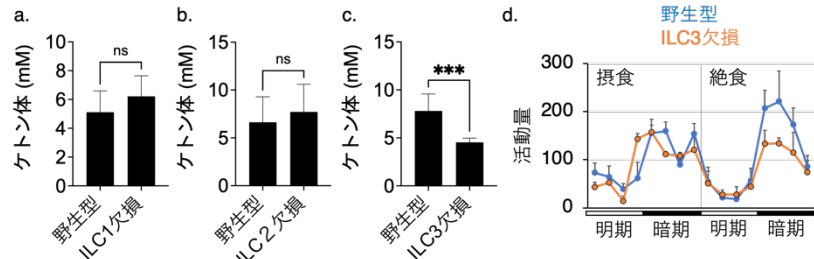 a.
ns
ケトン体 (mM)
8
6
4
2
0
野生型
ILC1欠損
b.
ns
ケトン体 (mM)
15
10
5
0
野生型
ILC２欠損
c.
***
ケトン体 (mM)
15
10
5
0
野生型
ILC3欠損
d.
野生型
ILC3欠損
摂食
絶食
活動量
300
200
100
0
明期 暗期 明期 暗期